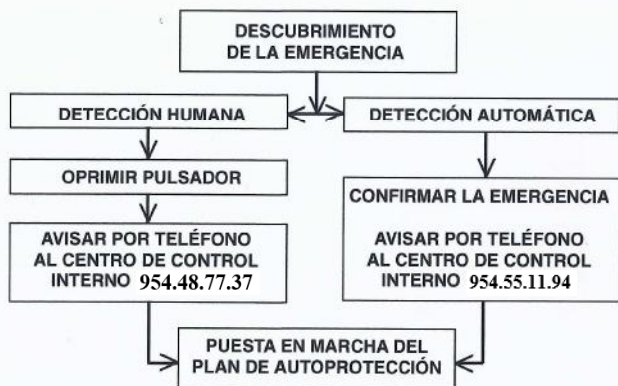 DESCUBRIMIENTO
DE LA EMERGENCIA
DETECCIÓN HUMANA
DETECCIÓN AUTOMÁTICA
OPRIMIR PULSADOR
CONFIRMAR LA EMERGENCIA
AVISAR POR TELÉFONO
AL CENTRO DE CONTROL
INTERNO 954.48.77.37
AVISAR POR TELÉFONO
AL CENTRO DE CONTROL
INTERNO 954.55.11.94
PUESTA EN MARCHA DEL
PLAN DE AUTOPROTECCIÓN